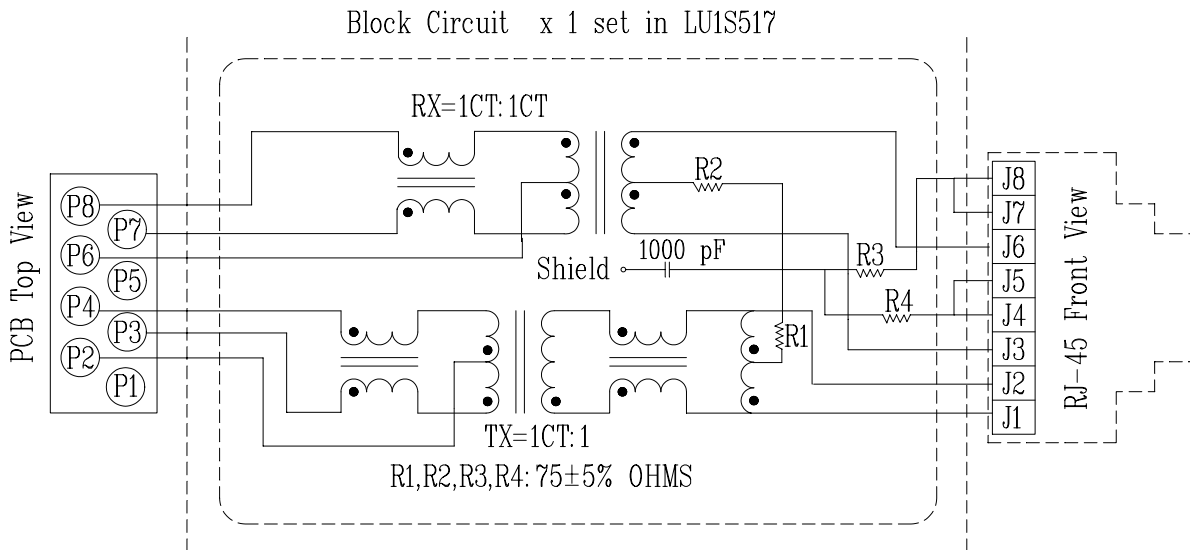 Block Circuit x 1 set in LU1S517
RX=1CT:1CT
PCB Top View
P8
P7
P6
P5
P4
P3
P2
P1
R2
Shield
1000 pF
R3
R4
R1
TX=1CT:1
R1,R2,R3,R4:75±5% OHMS
J8
J7
J6
J5
J4
J3
J2
J1
RJ-45 Front View